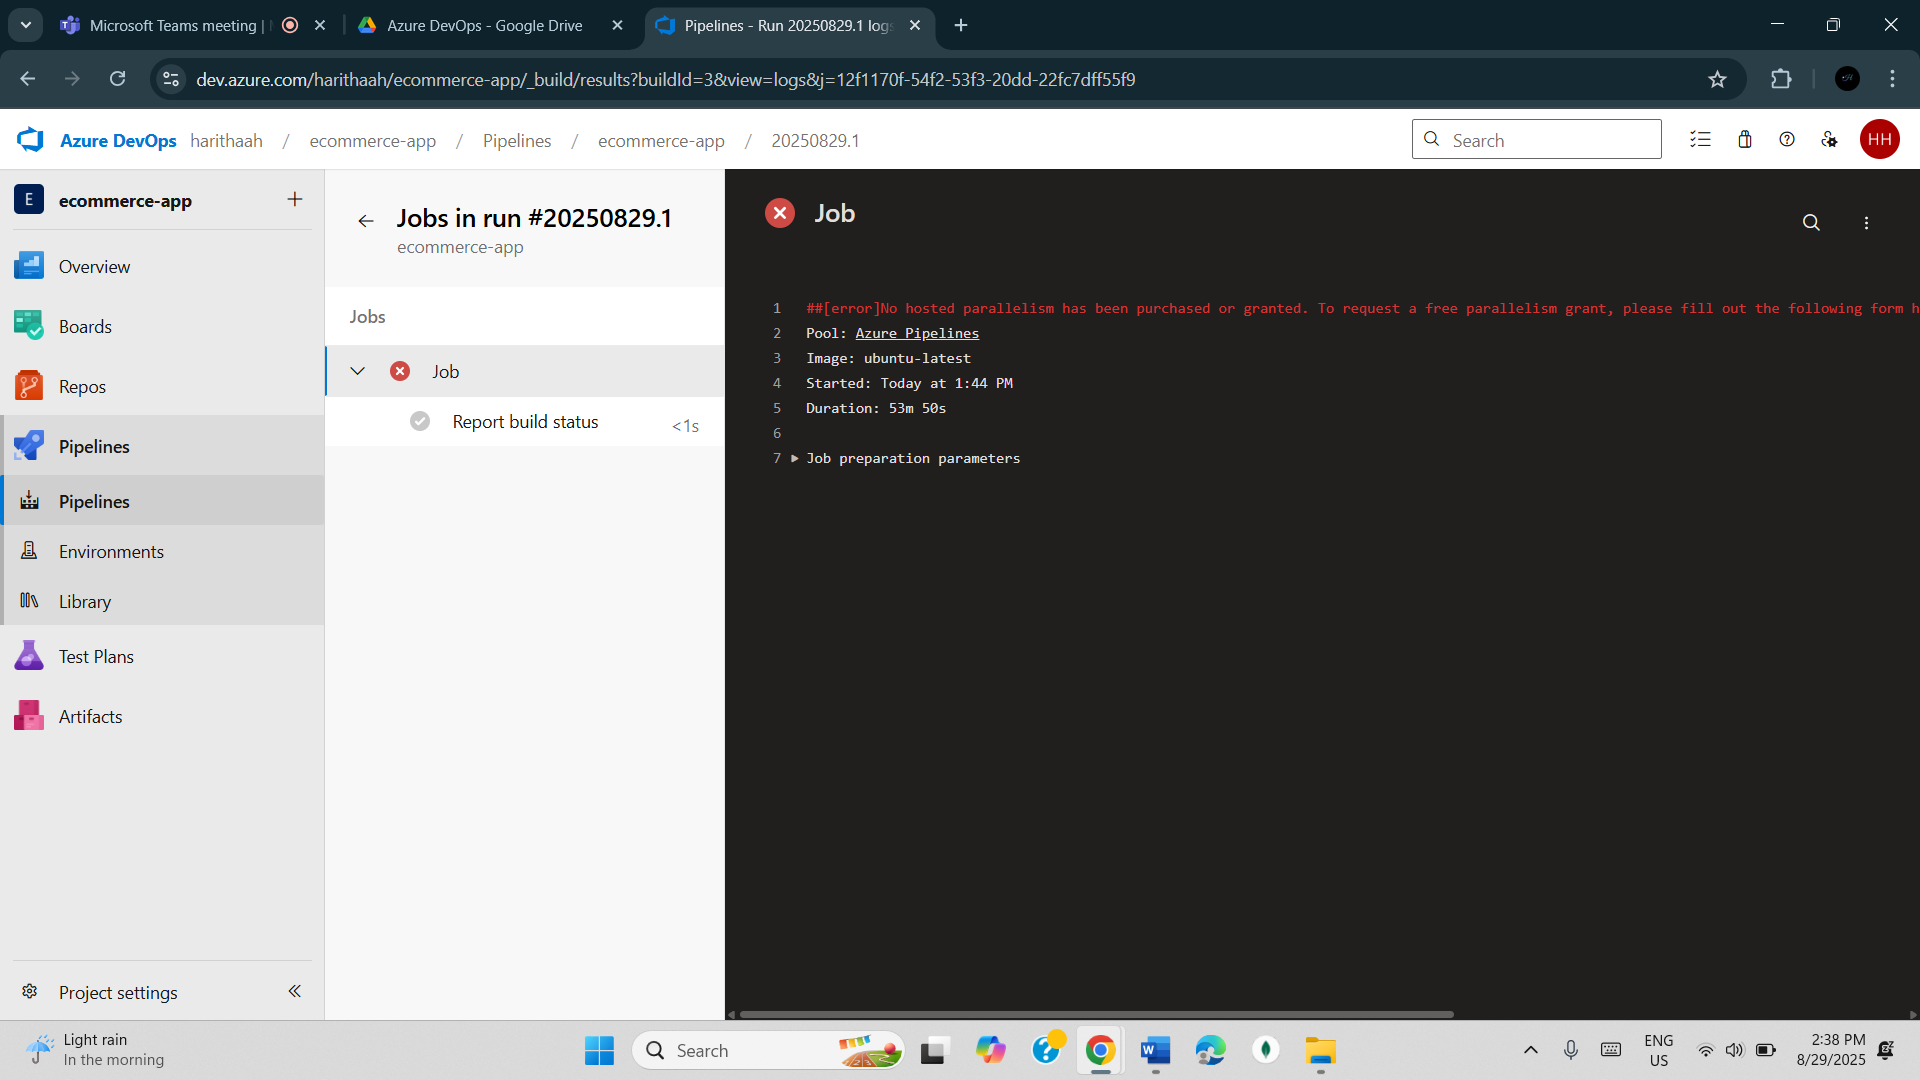 Microsoft Teams meeting |
Azure DevOps - Google Drive
Pipelines - Run 20250829.1 logs
dev.azure.com/harithaah/ecommerce-app/_build/results?buildId=3&view=logs&j=12f1170f-54f2-53f3-20dd-22fc7dff55f9
Azure DevOps harithaah / ecommerce-app / Pipelines / ecommerce-app / 20250829.1
Search
HH
E ecommerce-app
Overview
Boards
Repos
Pipelines
Pipelines
Environments
Library
Test Plans
Artifacts
Project settings
Jobs in run #20250829.1
ecommerce-app
Jobs
Job
Report build status <1s
Job
1 ##[error]No hosted parallelism has been purchased or granted. To request a free parallelism grant, please fill out the following form h
2 Pool: Azure Pipelines
3 Image: ubuntu-latest
4 Started: Today at 1:44 PM
5 Duration: 53m 50s
6
7 Job preparation parameters
Light rain
In the morning
Search
ENG
US
2:38 PM
8/29/2025